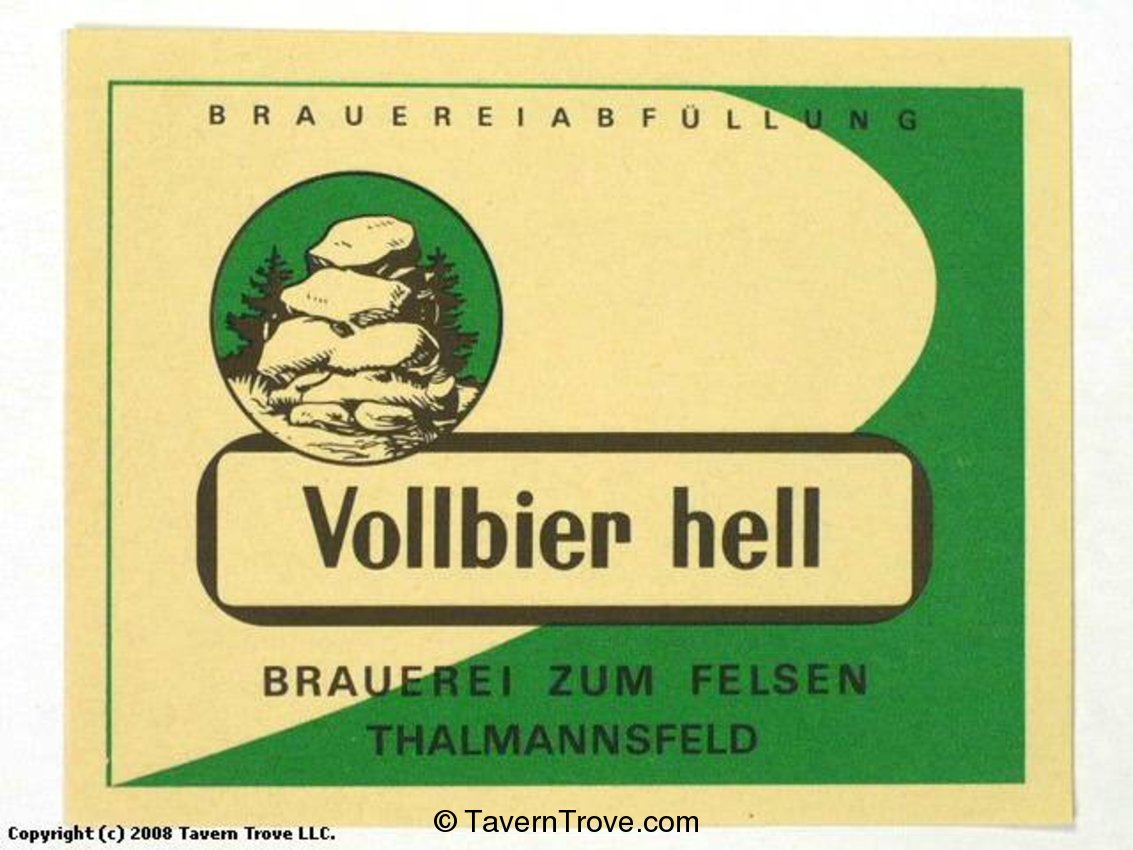 BRAUEREIABFÜLLUNG
Vollbier hell
BRAUEREI ZUM FELSEN
THALMANNSFELD
© TavernTrove.com
Copyright (c) 2008 Tavern Trove LLC.